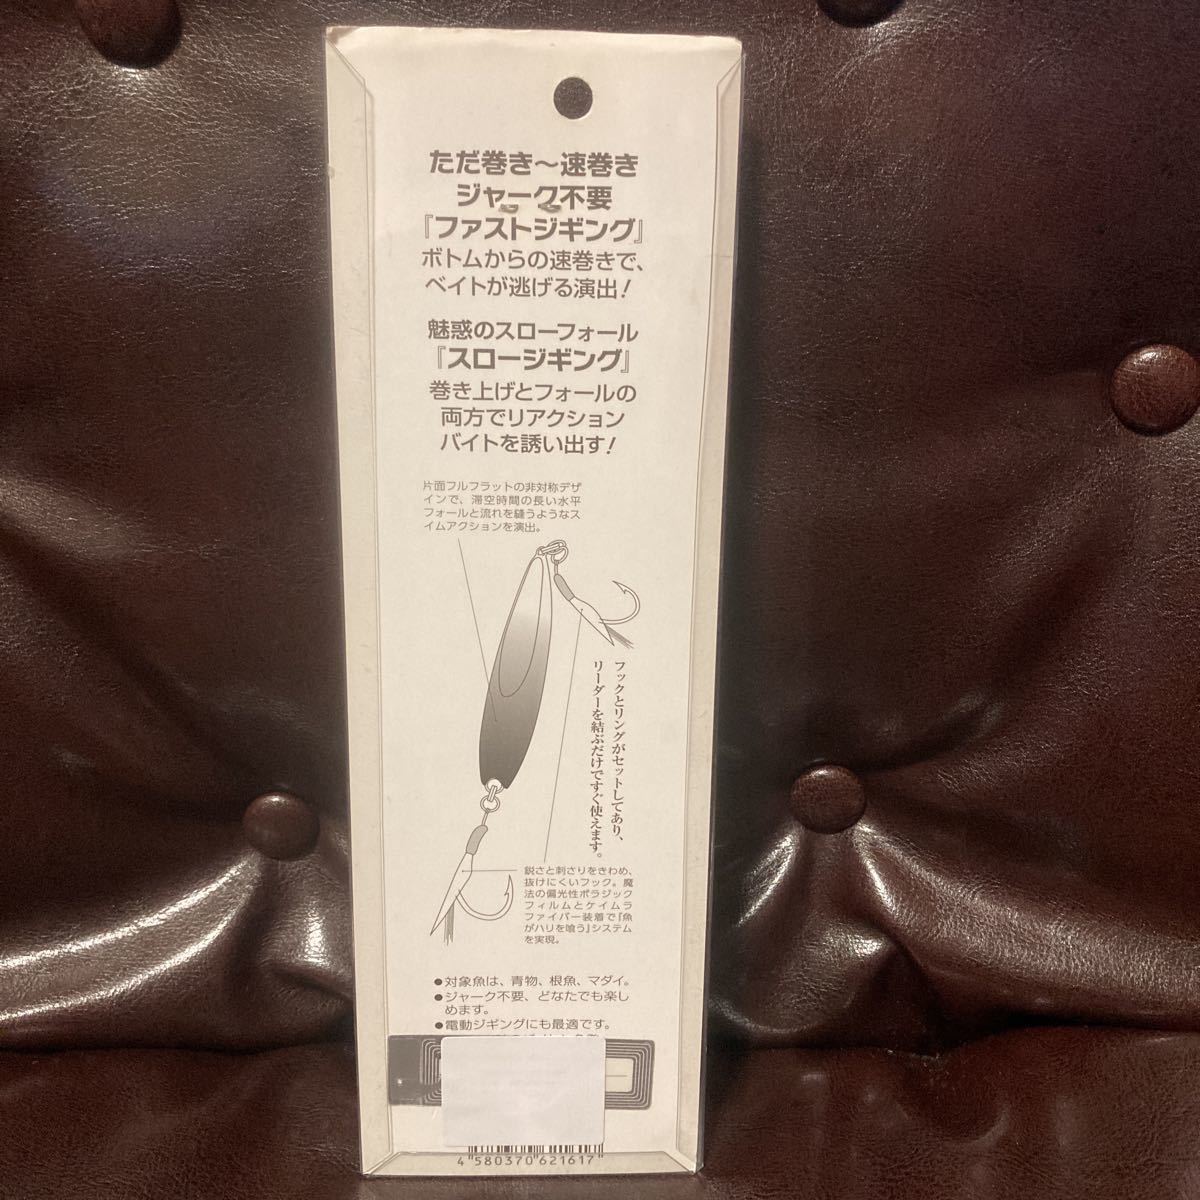 ただ巻き～速巻き
ジャーク不要
『ファストジギング』
ボトムからの速巻きで、
ベイトが逃げる演出！
魅惑のスローフォール
『スロージギング』
巻き上げとフォールの
両方でリアクション
バイトを誘い出す！
片面フルフラットの非対称デザ
インで、滞空時間の長い水平
フォールと流れを縫うようなス
イムアクションを演出。
フックとリングがセットしてあり、
リーダーを結ぶだけですぐ使えます。
鋭さと刺さりをきわめ、
抜けにくいフック。魔
法の偏光性ポラジック
フィルムとケイムラ
ファイバー装着で『魚
がハリを喰う』システム
を実現。
●対象魚は、青物、根魚、マダイ。
●ジャーク不要、どなたでも楽し
めます。
●電動ジギングにも最適です。
4 580370 621617